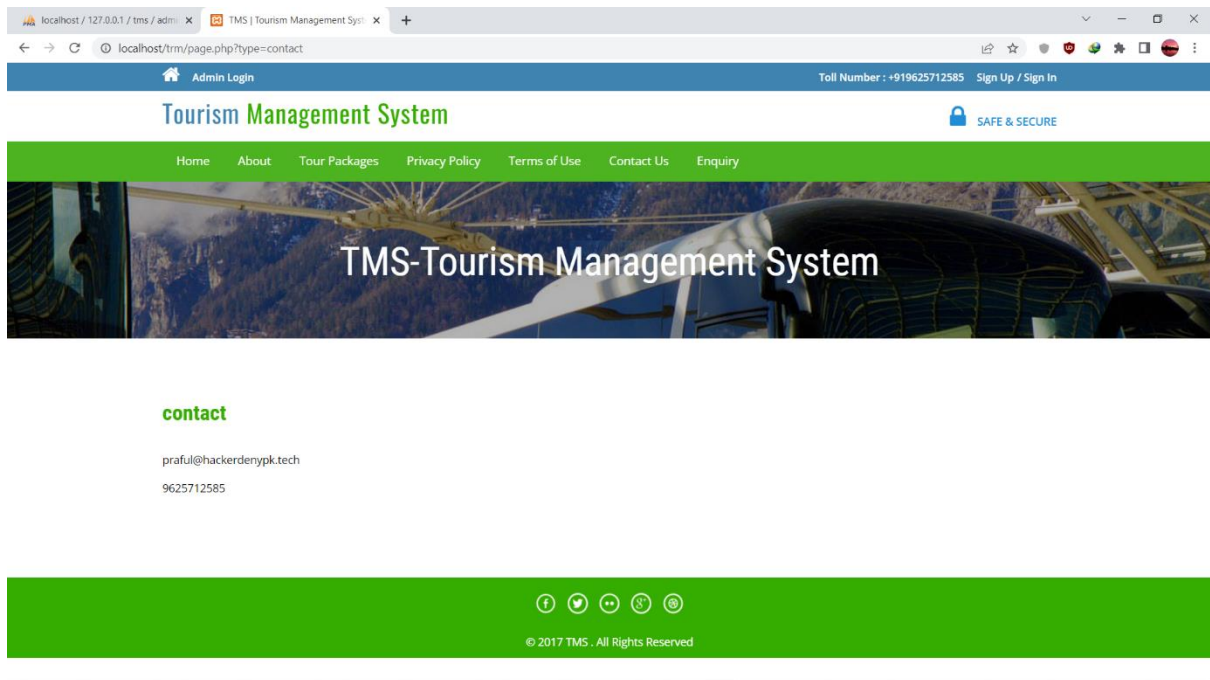 localhost / 127.0.0.1 / tms / admi
TMS | Tourism Management Syst
localhost/trm/page.php?type=contact
Admin Login
Toll Number : +919625712585 Sign Up / Sign In
Tourism Management System
SAFE & SECURE
Home About Tour Packages Privacy Policy Terms of Use Contact Us Enquiry
TMS-Tourism Management System
contact
praful@hackerdenypk.tech
9625712585
© 2017 TMS . All Rights Reserved